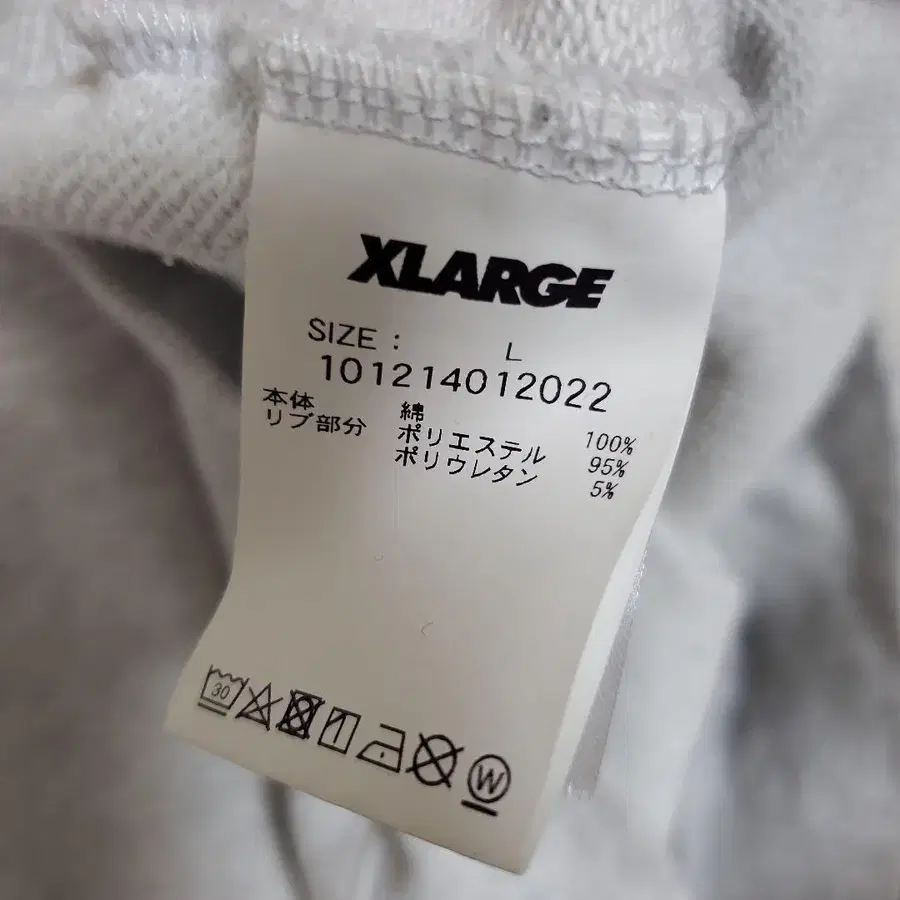 XLARGE
SIZE : L
101214012022
本体 綿 100%
リブ部分 ポリエステル 95%
ポリウレタン 5%
30
W